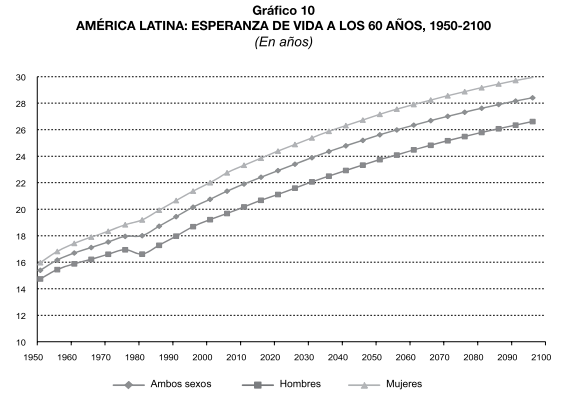 Gráfico 10
AMÉRICA LATINA: ESPERANZA DE VIDA A LOS 60 AÑOS, 1950-2100
(En años)
30
28
26
24
22
20
18
16
14
12
10
1950 1960 1970 1980 1990 2000 2010 2020 2030 2040 2050 2060 2070 2080 2090 2100
Ambos sexos Hombres Mujeres